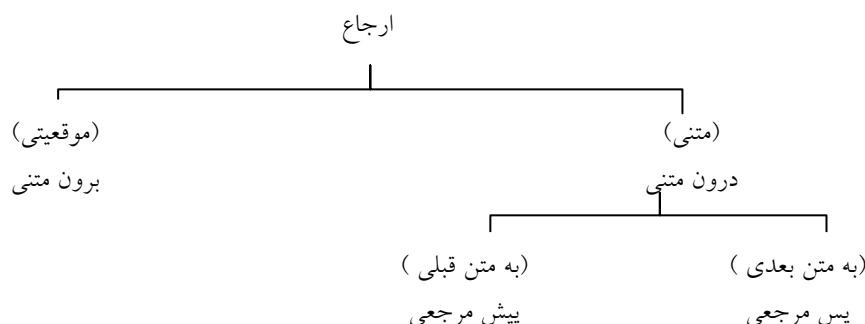 ارجاع
(متنی) (موقعیتی)
درون متنی برون متنی
(به متن بعدی ) (به متن قبلی )
پس مرجعی پیش مرجعی